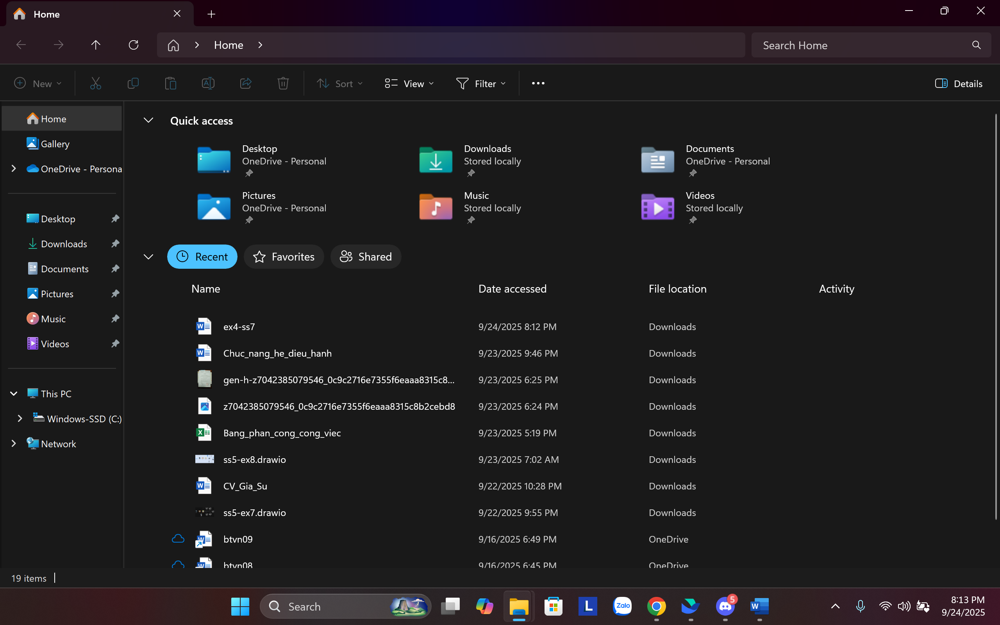 Home
Home
Search Home
New
Sort
View
Filter
Details
Home
Gallery
OneDrive - Persona
Desktop
Downloads
Documents
Pictures
Music
Videos
This PC
Windows-SSD (C:)
Network
Quick access
Desktop
OneDrive - Personal
Downloads
Stored locally
Documents
OneDrive - Personal
Pictures
OneDrive - Personal
Music
Stored locally
Videos
Stored locally
Recent Favorites Shared
Name Date accessed File location Activity
ex4-ss7 9/24/2025 8:12 PM Downloads
Chuc_nang_he_dieu_hanh 9/23/2025 9:46 PM Downloads
gen-h-z7042385079546_0c9c2716e7355f6eaaa8315c8... 9/23/2025 6:25 PM Downloads
z7042385079546_0c9c2716e7355f6eaaa8315c8b2cebd8 9/23/2025 6:24 PM Downloads
Bang_phan_cong_cong_viec 9/23/2025 5:19 PM Downloads
ss5-ex8.drawio 9/23/2025 7:02 AM Downloads
CV_Gia_Su 9/22/2025 10:28 PM Downloads
ss5-ex7.drawio 9/22/2025 9:55 PM Downloads
btvn09 9/16/2025 6:49 PM OneDrive
btvn08 9/16/2025 6:45 PM OneDrive
19 items
Search
L
Zalo
5
W
8:13 PM
9/24/2025